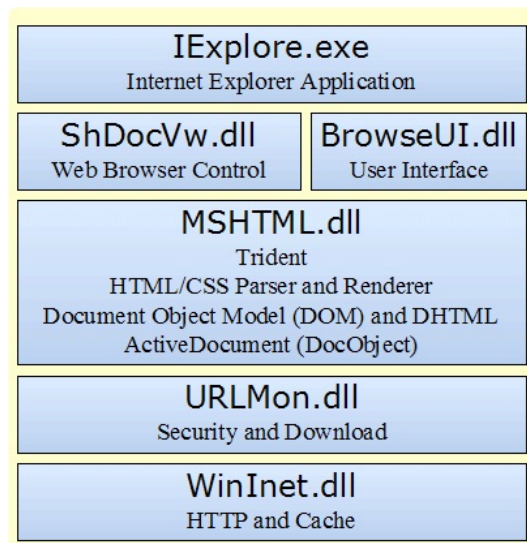 IExplore.exe
Internet Explorer Application
ShDocVw.dll
Web Browser Control
BrowseUI.dll
User Interface
MSHTML.dll
Trident
HTML/CSS Parser and Renderer
Document Object Model (DOM) and DHTML
ActiveDocument (DocObject)
URLMon.dll
Security and Download
WinInet.dll
HTTP and Cache